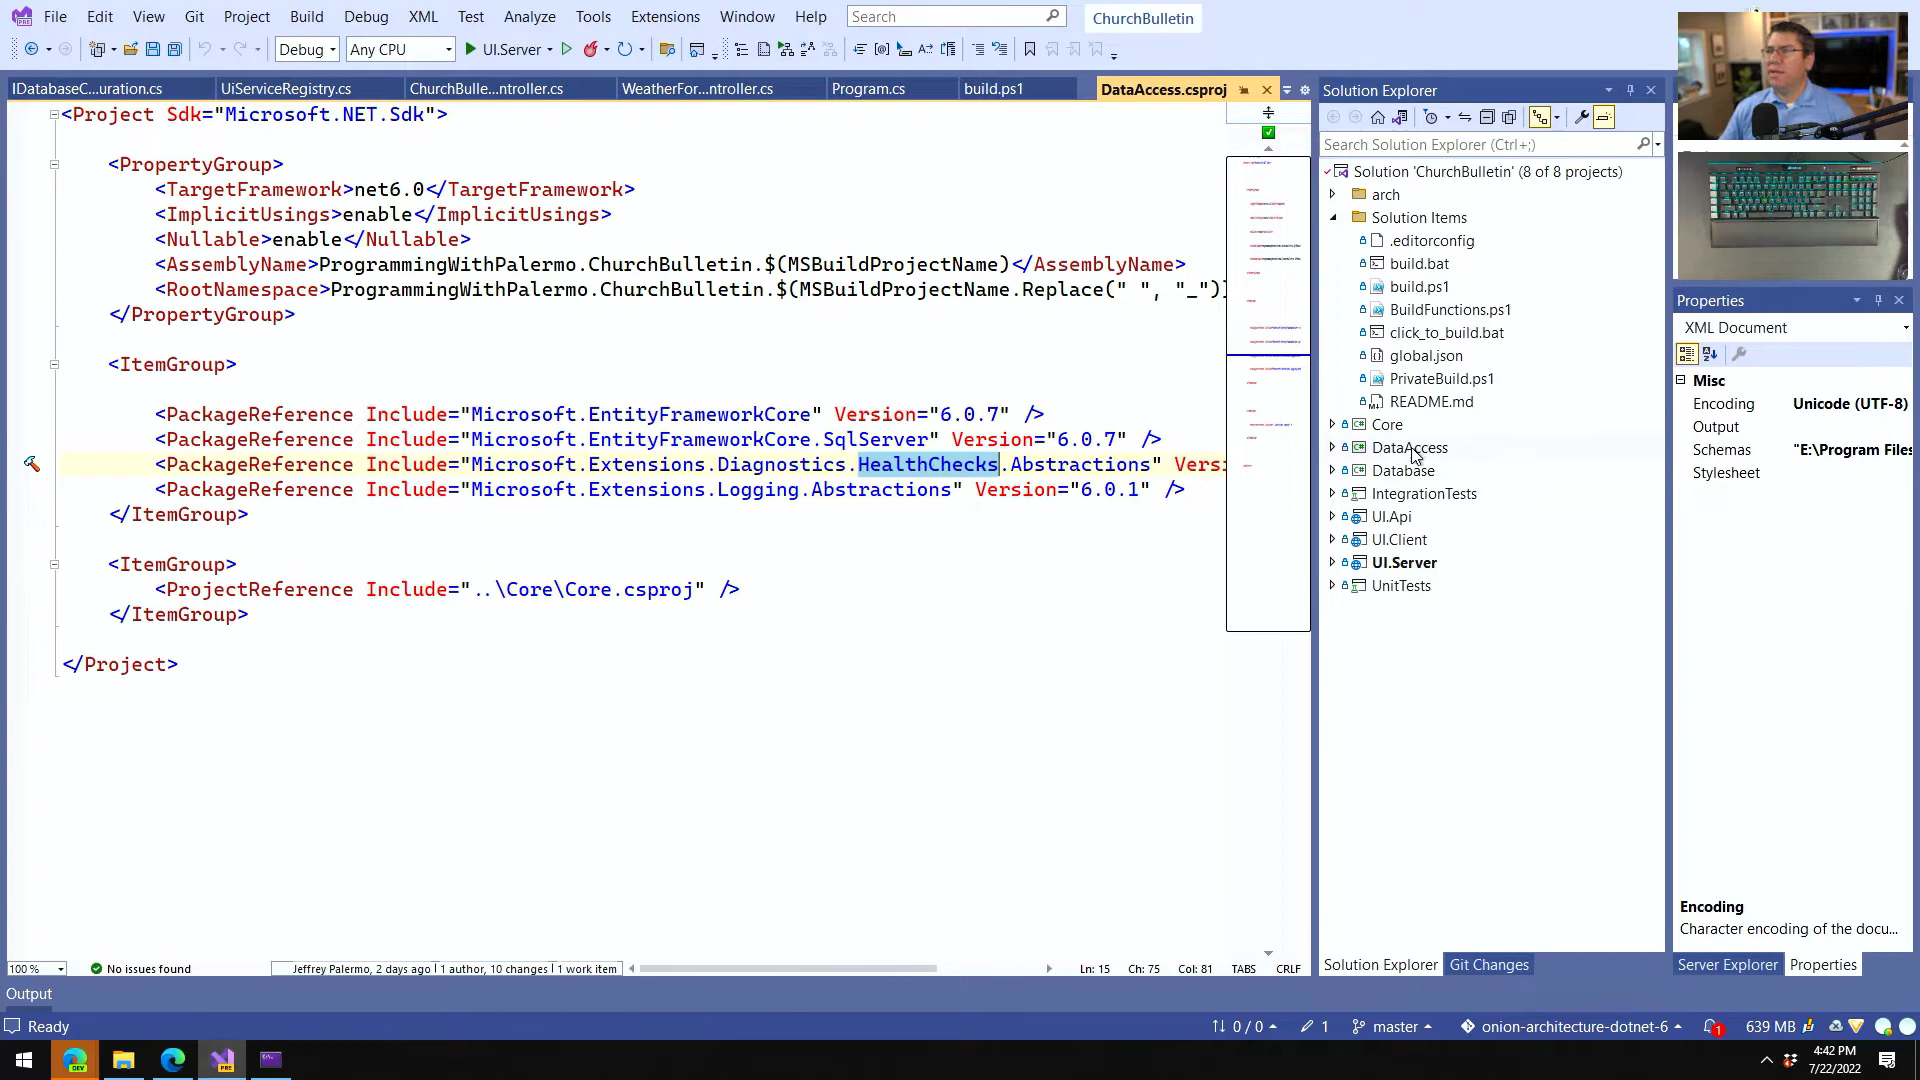 File Edit View Git Project Build Debug XML Test Analyze Tools Extensions Window Help Search ChurchBulletin
Debug Any CPU UI.Server
IDatabaseC...uration.cs UiServiceRegistry.cs ChurchBulle...ntroller.cs WeatherFor...ntroller.cs Program.cs build.ps1 DataAccess.csproj
<Project Sdk="Microsoft.NET.Sdk">
<PropertyGroup>
<TargetFramework>net6.0</TargetFramework>
<ImplicitUsings>enable</ImplicitUsings>
<Nullable>enable</Nullable>
<AssemblyName>ProgrammingWithPalermo.ChurchBulletin.$(MSBuildProjectName)</AssemblyName>
<RootNamespace>ProgrammingWithPalermo.ChurchBulletin.$(MSBuildProjectName.Replace(" ", "_"))
</PropertyGroup>
<ItemGroup>
<PackageReference Include="Microsoft.EntityFrameworkCore" Version="6.0.7" />
<PackageReference Include="Microsoft.EntityFrameworkCore.SqlServer" Version="6.0.7" />
<PackageReference Include="Microsoft.Extensions.Diagnostics.HealthChecks.Abstractions" Versi
<PackageReference Include="Microsoft.Extensions.Logging.Abstractions" Version="6.0.1" />
</ItemGroup>
<ItemGroup>
<ProjectReference Include="..\Core\Core.csproj" />
</ItemGroup>
</Project>
100 % No issues found Jeffrey Palermo, 2 days ago | 1 author, 10 changes | 1 work item Ln: 15 Ch: 75 Col: 81 TABS CRLF
Solution Explorer
Search Solution Explorer (Ctrl+;)
Solution 'ChurchBulletin' (8 of 8 projects)
arch
Solution Items
.editorconfig
build.bat
build.ps1
BuildFunctions.ps1
click_to_build.bat
global.json
PrivateBuild.ps1
README.md
Core
DataAccess
Database
IntegrationTests
UI.Api
UI.Client
UI.Server
UnitTests
Solution Explorer Git Changes
Properties
XML Document
Misc
Encoding Unicode (UTF-8)
Output
Schemas "E:\Program Files
Stylesheet
Encoding
Character encoding of the docu...
Server Explorer Properties
Output
Ready 0 / 0 1 master onion-architecture-dotnet-6 1 639 MB
DEV PRE 4:42 PM
7/22/2022